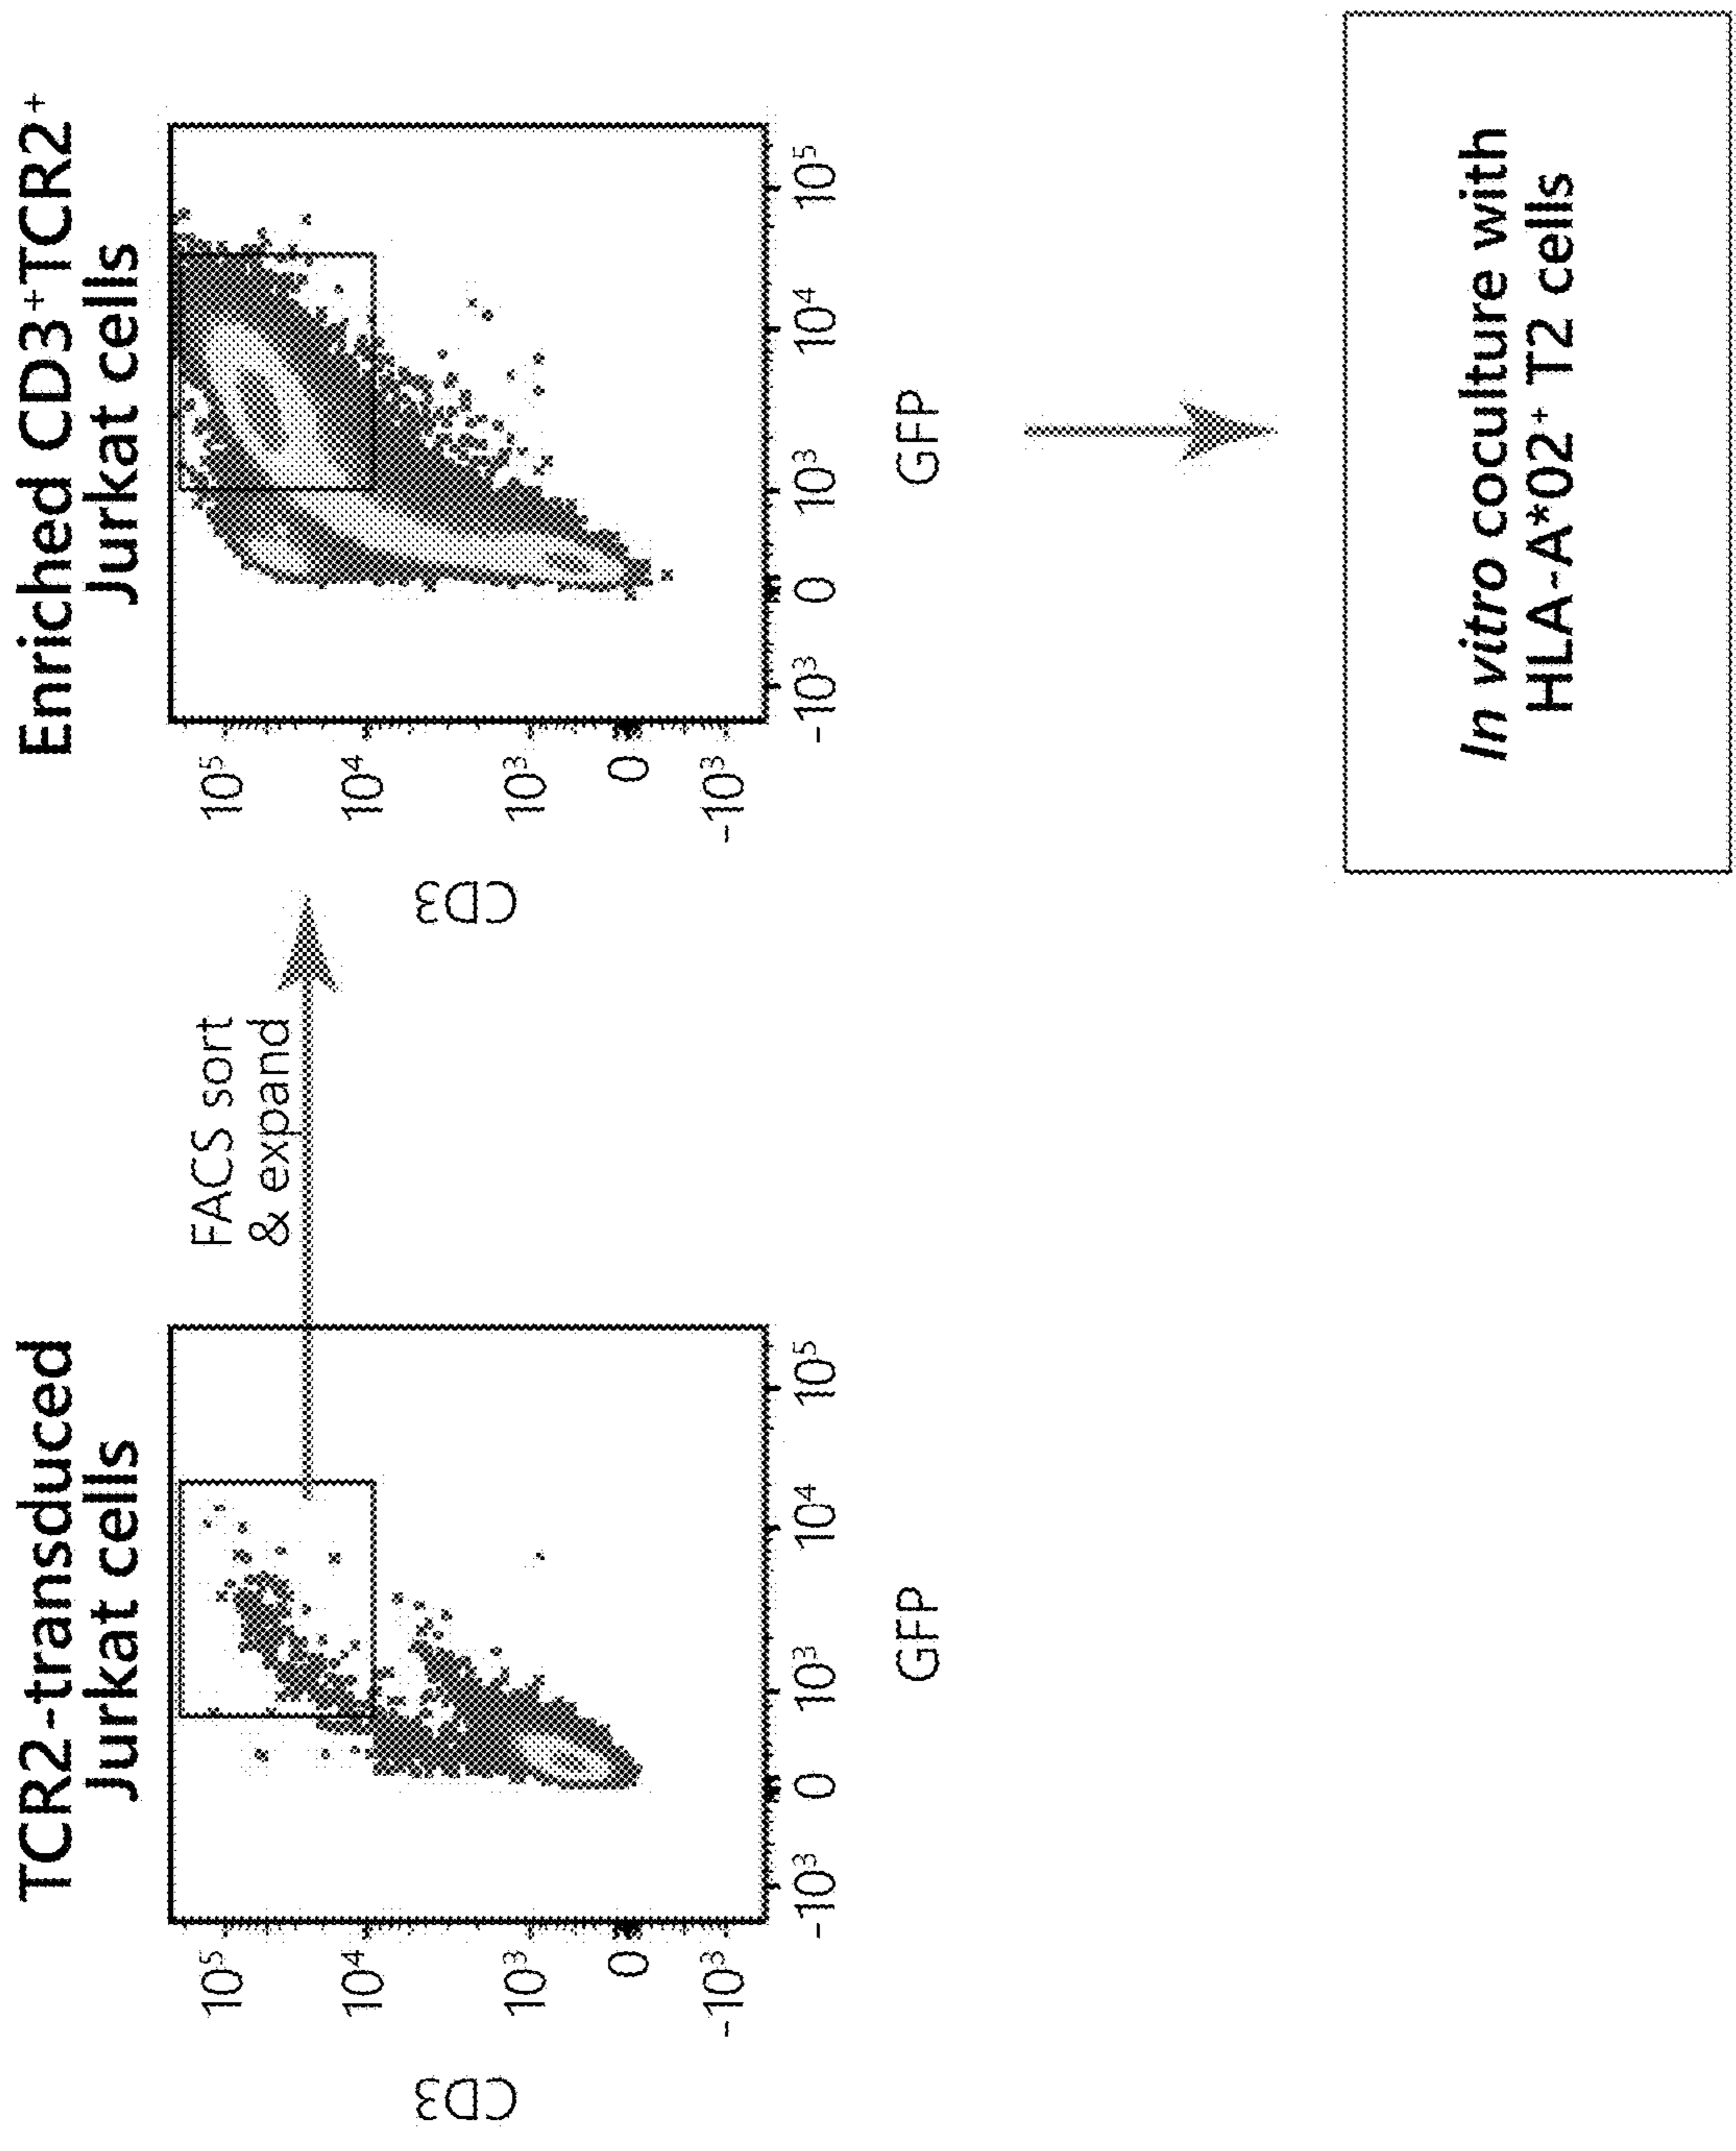 TCR2-transduced
Jurkat cells
CD3
10⁵
10⁴
10³
0
-10³
-10³
0
10³
10⁴
10⁵
GFP
FACS sort
& expand
Enriched CD3⁺TCR2⁺
Jurkat cells
CD3
10⁵
10⁴
10³
0
-10³
-10³
0
10³
10⁴
10⁵
GFP
In vitro coculture with
HLA-A*02⁺ T2 cells